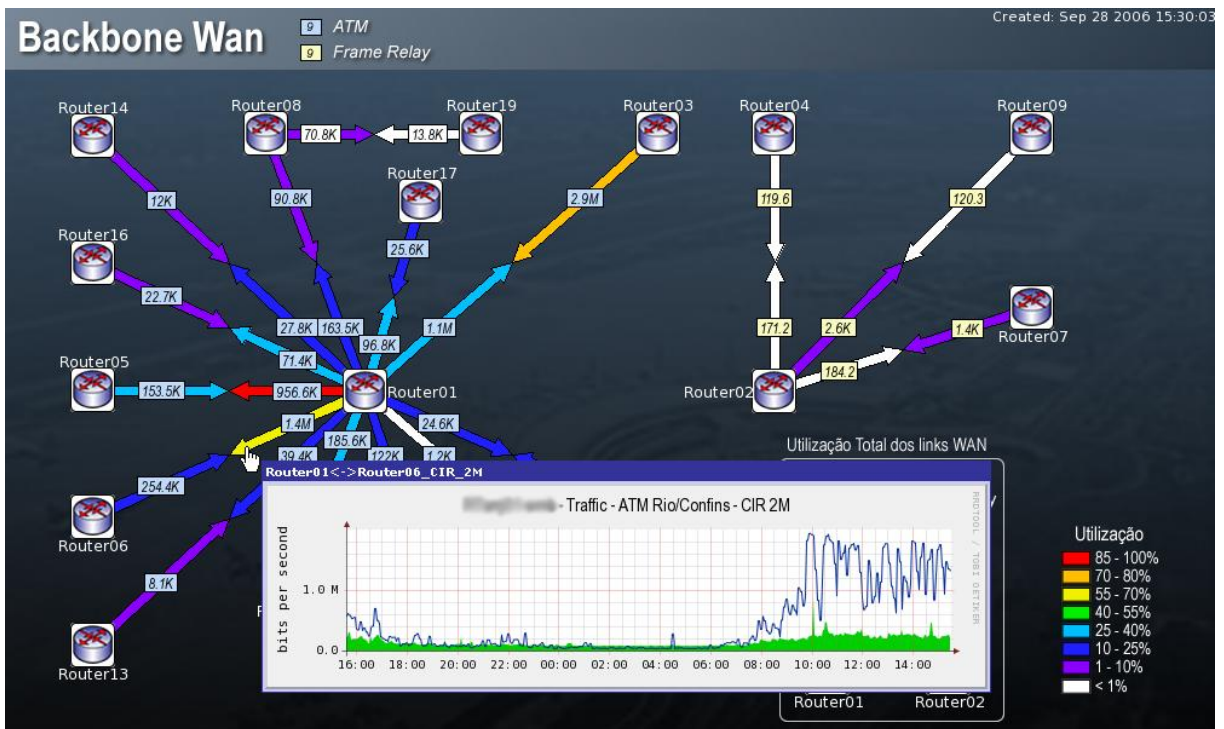 Backbone Wan
9 ATM
9 Frame Relay
Created: Sep 28 2006 15:30:03
Router14
Router08
Router19
Router03
Router04
Router09
70.8K
13.8K
Router17
12K
90.8K
2.9M
119.6
120.3
Router16
25.6K
22.7K
27.8K
163.5K
96.8K
1.1M
171.2
2.6K
1.4K
Router07
71.4K
184.2
Router05
153.5K
956.6K
Router01
Router02
1.4M
24.6K
185.6K
39.4K
122K
1.2K
Utilização Total dos links WAN
254.4K
Router06
8.1K
Router13
Router01<->Router06_CIR_2M
- Traffic - ATM Rio/Confins - CIR 2M
RRDTOOL / TOBI OETIKER
bits per second
1.0 M
0.0
16:00 18:00 20:00 22:00 00:00 02:00 04:00 06:00 08:00 10:00 12:00 14:00
Utilização
85 - 100%
70 - 80%
55 - 70%
40 - 55%
25 - 40%
10 - 25%
1 - 10%
< 1%
Router01
Router02